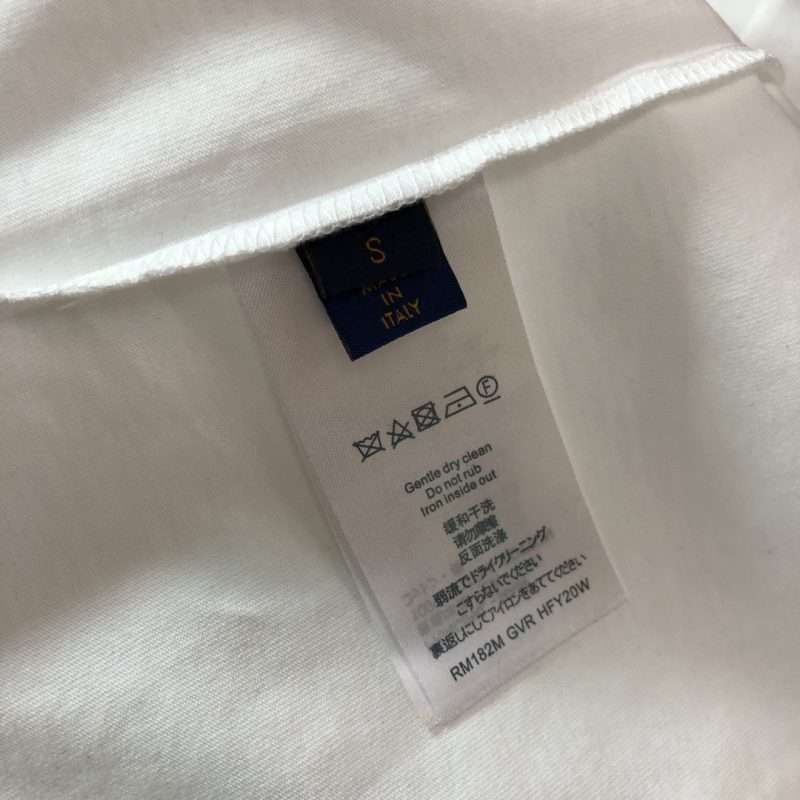 S
MADE
IN
ITALY
F
Gentle dry clean
Do not rub
Iron inside out
缓和干洗
请勿摩擦
反面洗涤
弱流でドライクリーニング
こすらないでください
裏返しにしてアイロンをあててください
RM182M GVR HFY20W